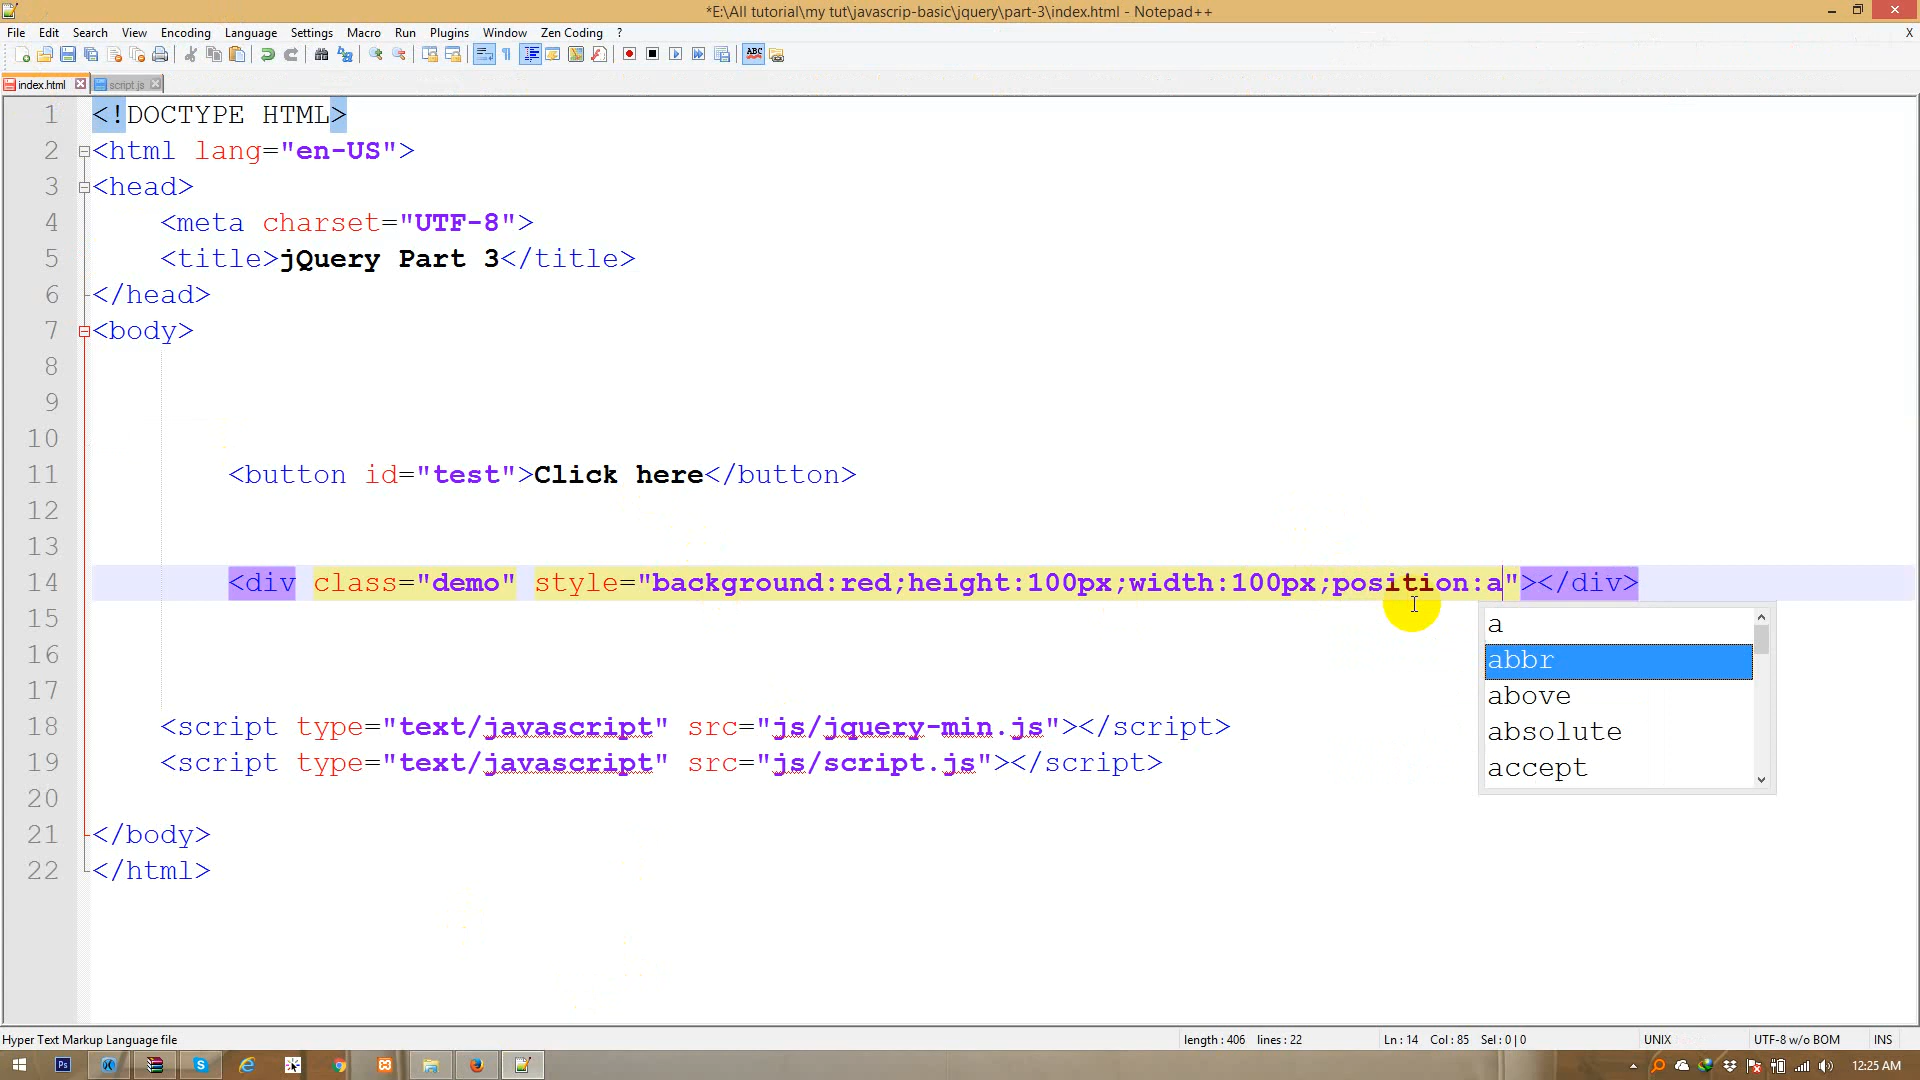 *E:\All tutorial\my tut\javascrip-basic\jquery\part-3\index.html - Notepad++
File Edit Search View Encoding Language Settings Macro Run Plugins Window Zen Coding ? X
index.html script.js
1 <!DOCTYPE HTML>
2 <html lang="en-US">
3 <head>
4 <meta charset="UTF-8">
5 <title>jQuery Part 3</title>
6 </head>
7 <body>
8
9
10
11 <button id="test">Click here</button>
12
13
14 <div class="demo" style="background:red;height:100px;width:100px;position:a"></div>
15
a
16
abbr
17
above
18 <script type="text/javascript" src="js/jquery-min.js"></script>
absolute
19 <script type="text/javascript" src="js/script.js"></script>
accept
20
21 </body>
22 </html>
Hyper Text Markup Language file length : 406 lines : 22 Ln : 14 Col : 85 Sel : 0 | 0 UNIX UTF-8 w/o BOM INS
12:25 AM